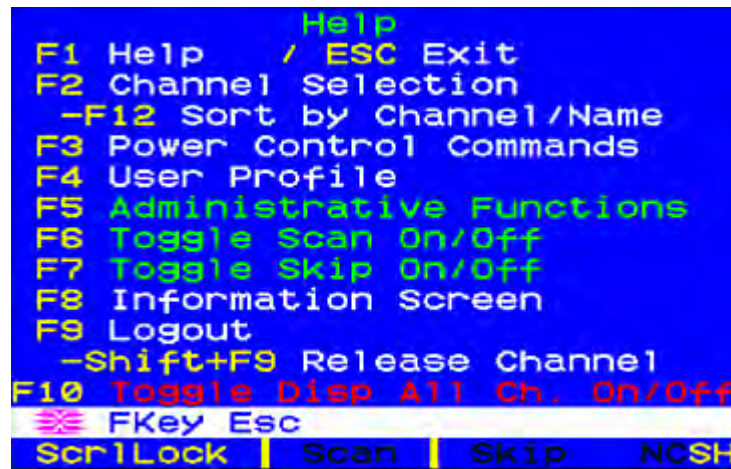 Help
F1 Help / ESC Exit
F2 Channel Selection
-F12 Sort by Channel/Name
F3 Power Control Commands
F4 User Profile
F5 Administrative Functions
F6 Toggle Scan On/Off
F7 Toggle Skip On/Off
F8 Information Screen
F9 Logout
-Shift+F9 Release Channel
F10 Toggle Disp All Ch. On/Off
FKey Esc
ScrlLock Scan Skip NCSH